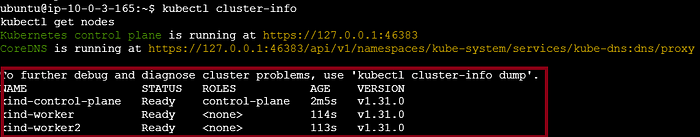 ubuntu@ip-10-0-3-165:~$ kubectl cluster-info
kubectl get nodes
Kubernetes control plane is running at https://127.0.0.1:46383
CoreDNS is running at https://127.0.0.1:46383/api/v1/namespaces/kube-system/services/kube-dns:dns/proxy
To further debug and diagnose cluster problems, use 'kubectl cluster-info dump'.
NAME STATUS ROLES AGE VERSION
kind-control-plane Ready control-plane 2m5s v1.31.0
kind-worker Ready <none> 114s v1.31.0
kind-worker2 Ready <none> 113s v1.31.0